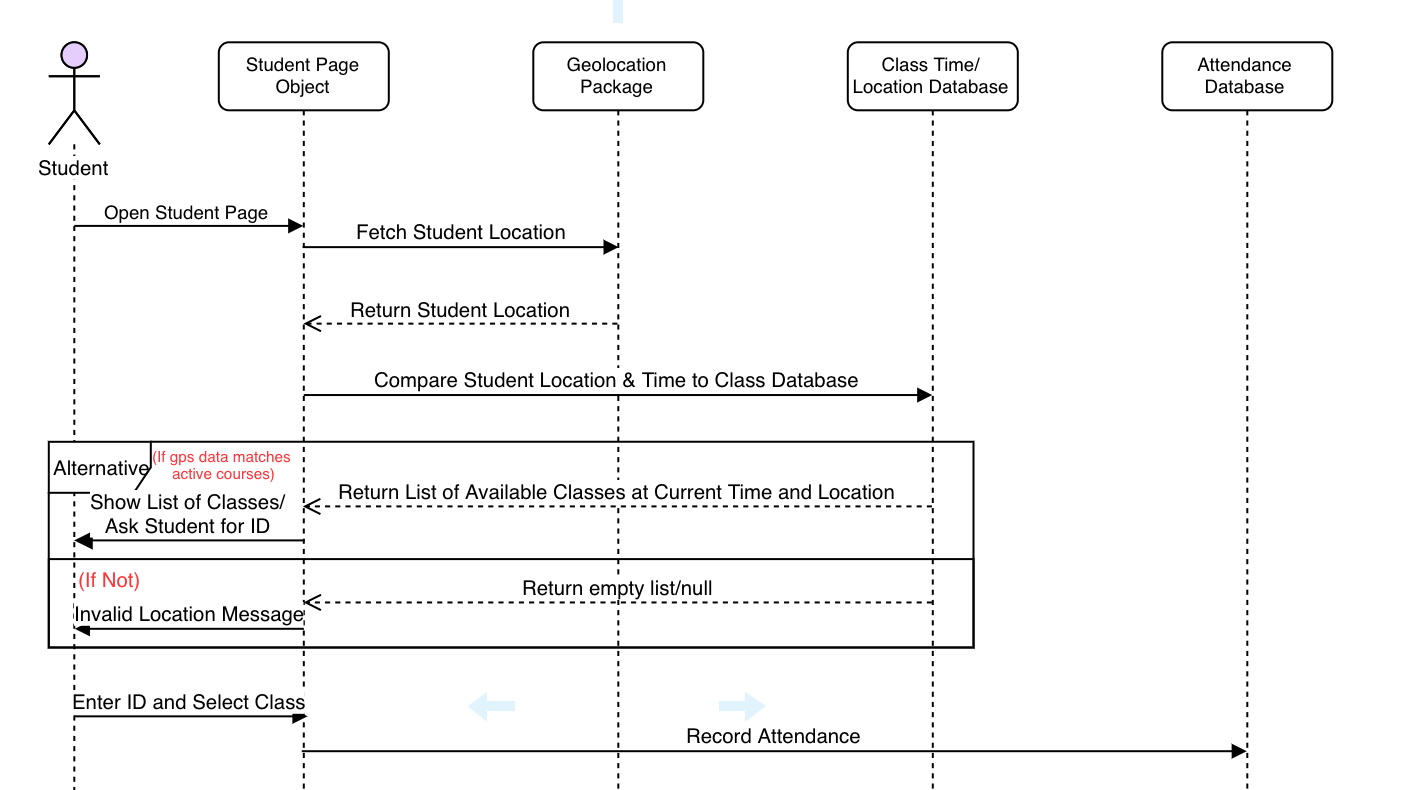 Student Page
Object
Geolocation
Package
Class Time/
Location Database
Attendance
Database
Student
Open Student Page
Fetch Student Location
Return Student Location
Compare Student Location & Time to Class Database
Alternative
(If gps data matches
active courses)
Return List of Available Classes at Current Time and Location
Show List of Classes/
Ask Student for ID
(If Not)
Return empty list/null
Invalid Location Message
Enter ID and Select Class
Record Attendance